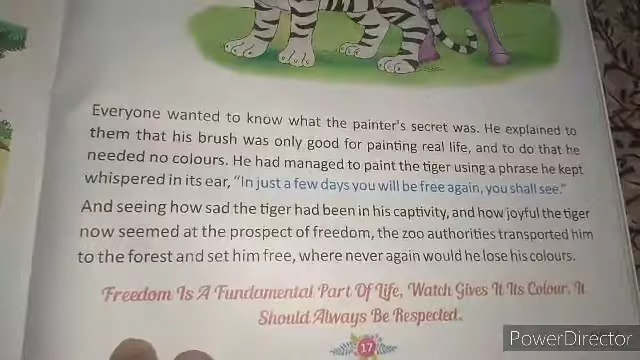 Everyone wanted to know what the painter's secret was. He explained to
them that his brush was only good for painting real life, and to do that he
needed no colours. He had managed to paint the tiger using a phrase he kept
whispered in its ear, "In just a few days you will be free again, you shall see."
And seeing how sad the tiger had been in his captivity, and how joyful the tiger
now seemed at the prospect of freedom, the zoo authorities transported him
to the forest and set him free, where never again would he lose his colours.
Freedom Is A Fundamental Part Of Life, Watch Gives It Its Colour. It
Should Always Be Respected.
17
PowerDirector